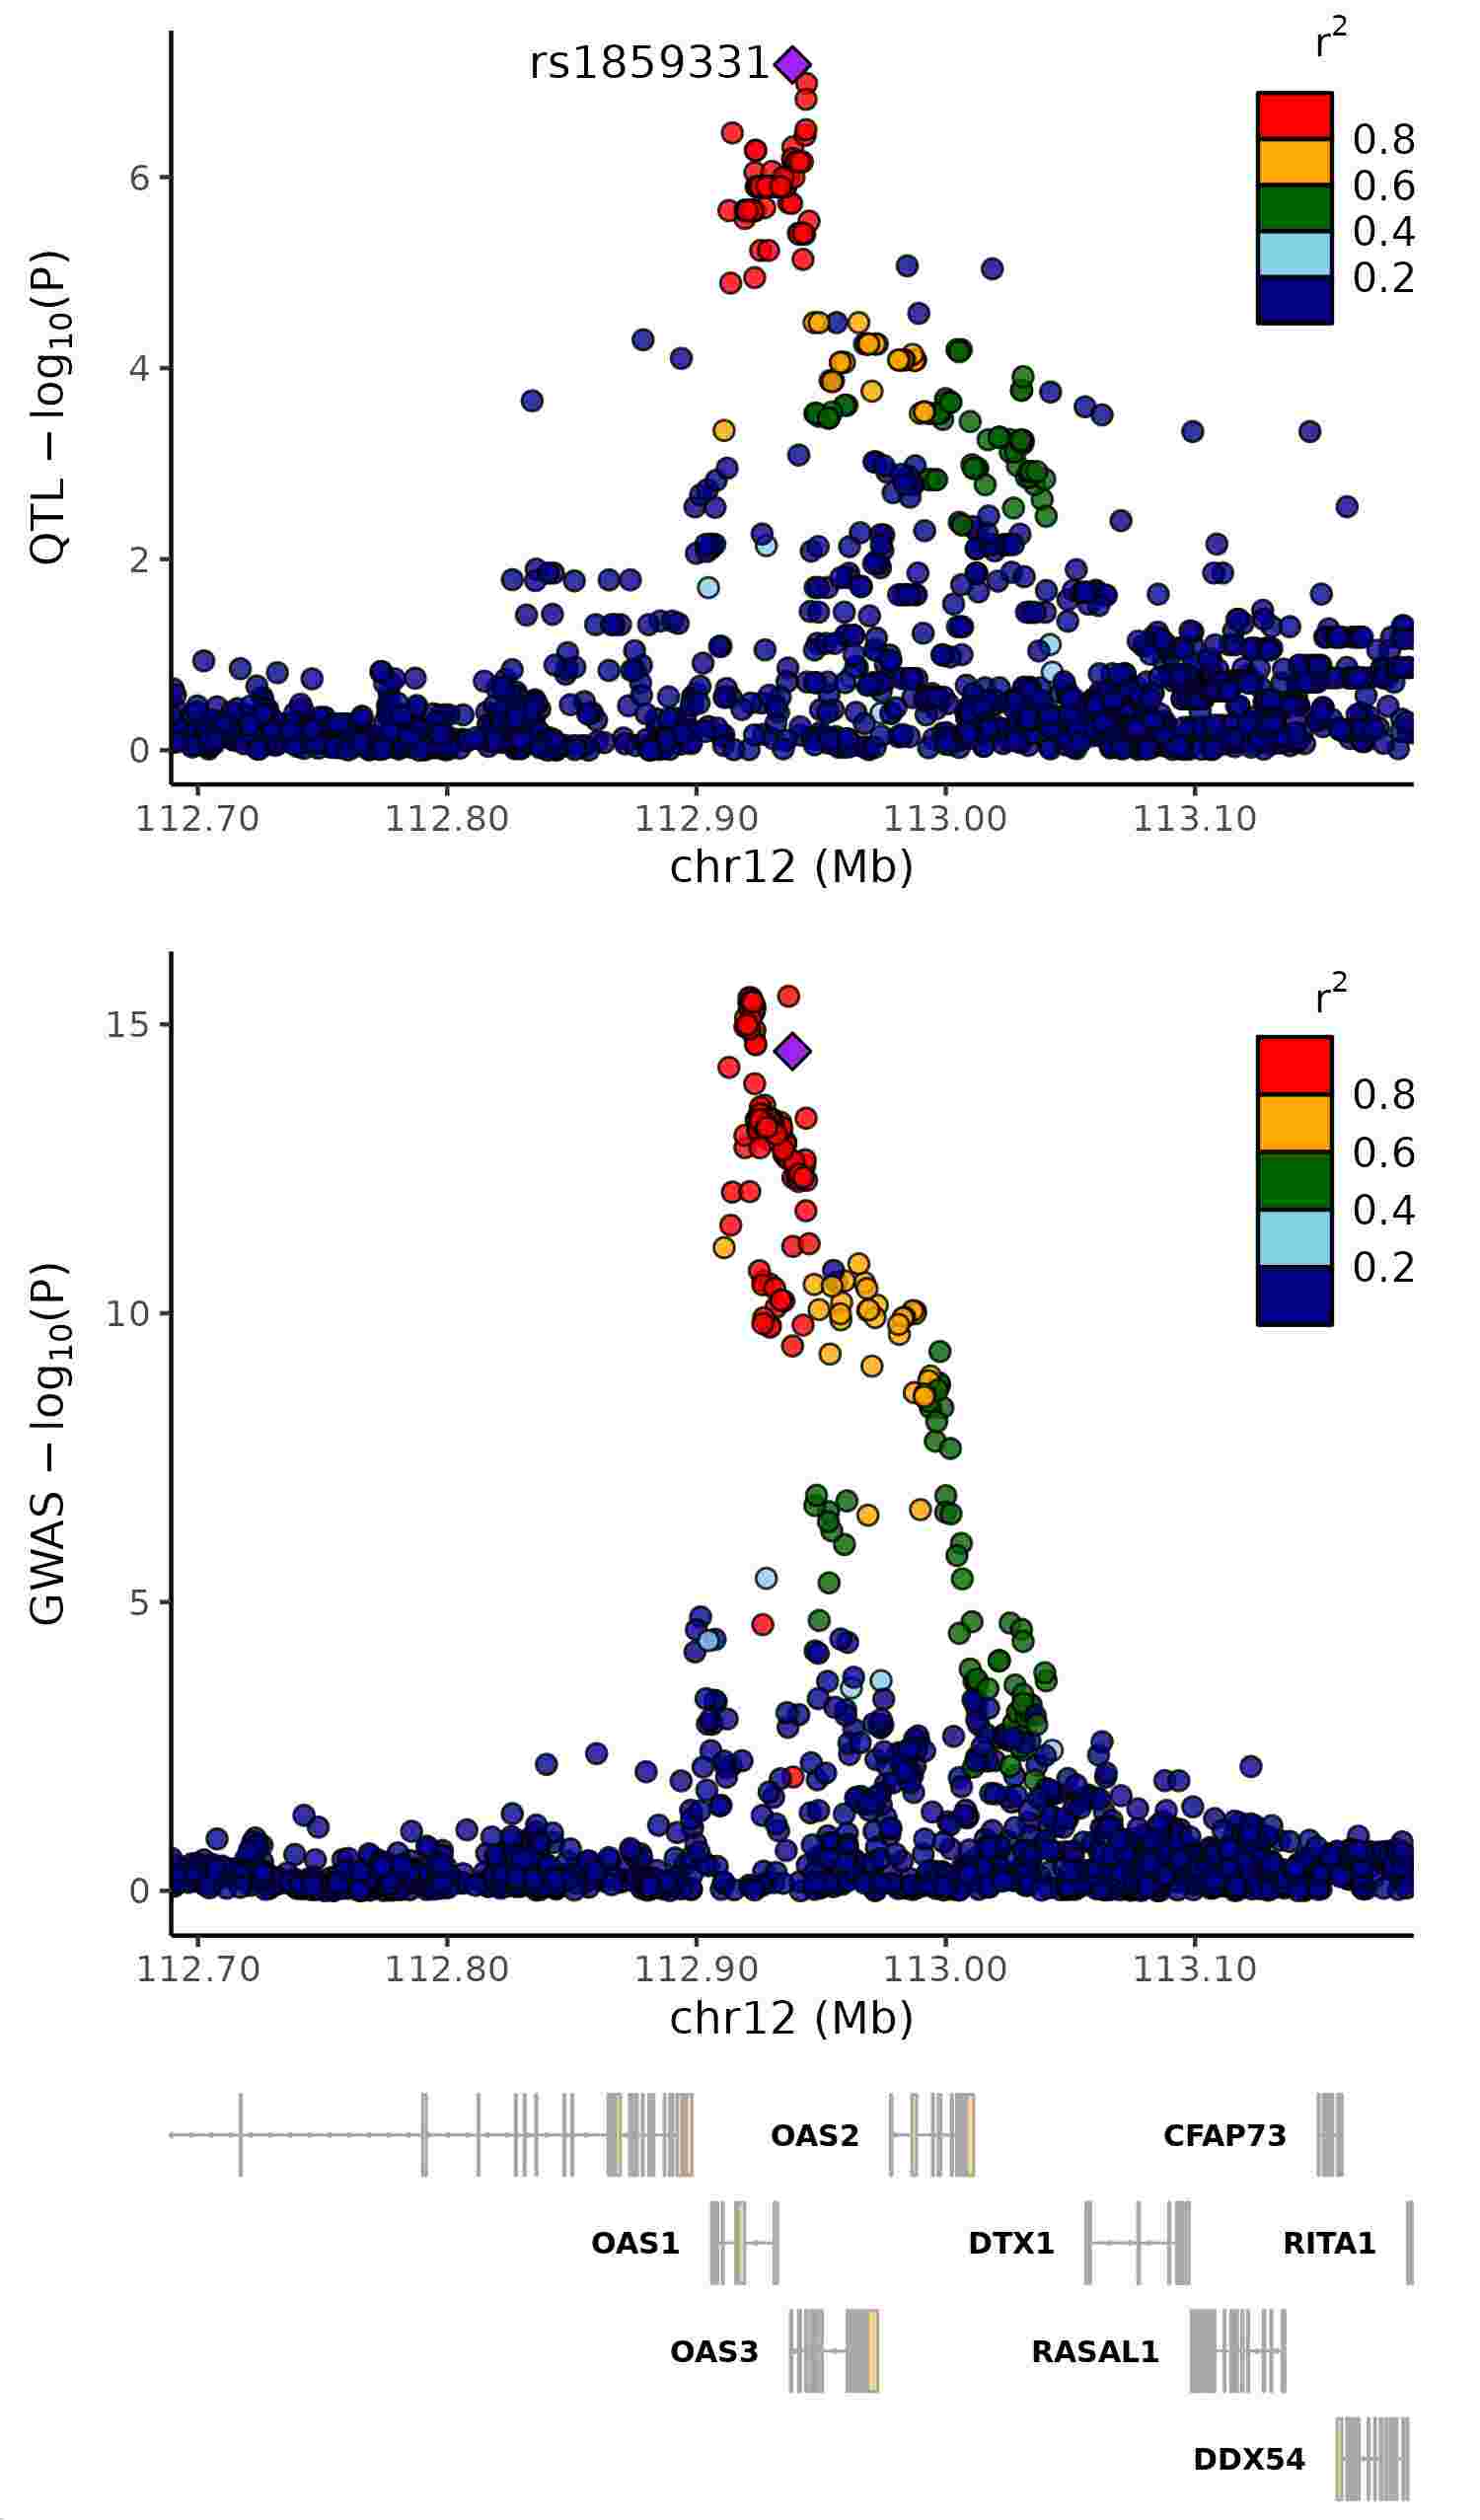 r²
rs1859331
0.8
0.6
0.4
0.2
6
4
2
0
QTL −log₁₀(P)
112.70 112.80 112.90 113.00 113.10
chr12 (Mb)
r²
0.8
0.6
0.4
0.2
15
10
5
0
GWAS −log₁₀(P)
112.70 112.80 112.90 113.00 113.10
chr12 (Mb)
OAS2 CFAP73
OAS1 DTX1 RITA1
OAS3 RASAL1
DDX54